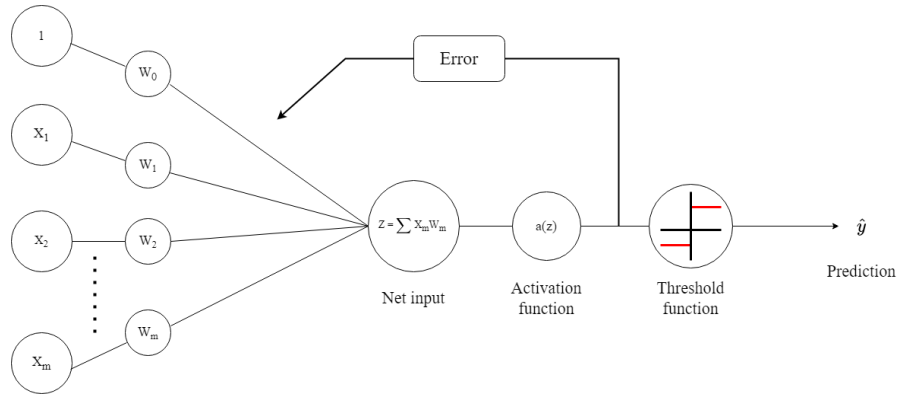 1
W₀
Error
X₁
W₁
X₂
W₂
Z = ∑ XₘWₘ
a(z)
ŷ
Prediction
Net input
Activation
function
Threshold
function
Wₘ
Xₘ